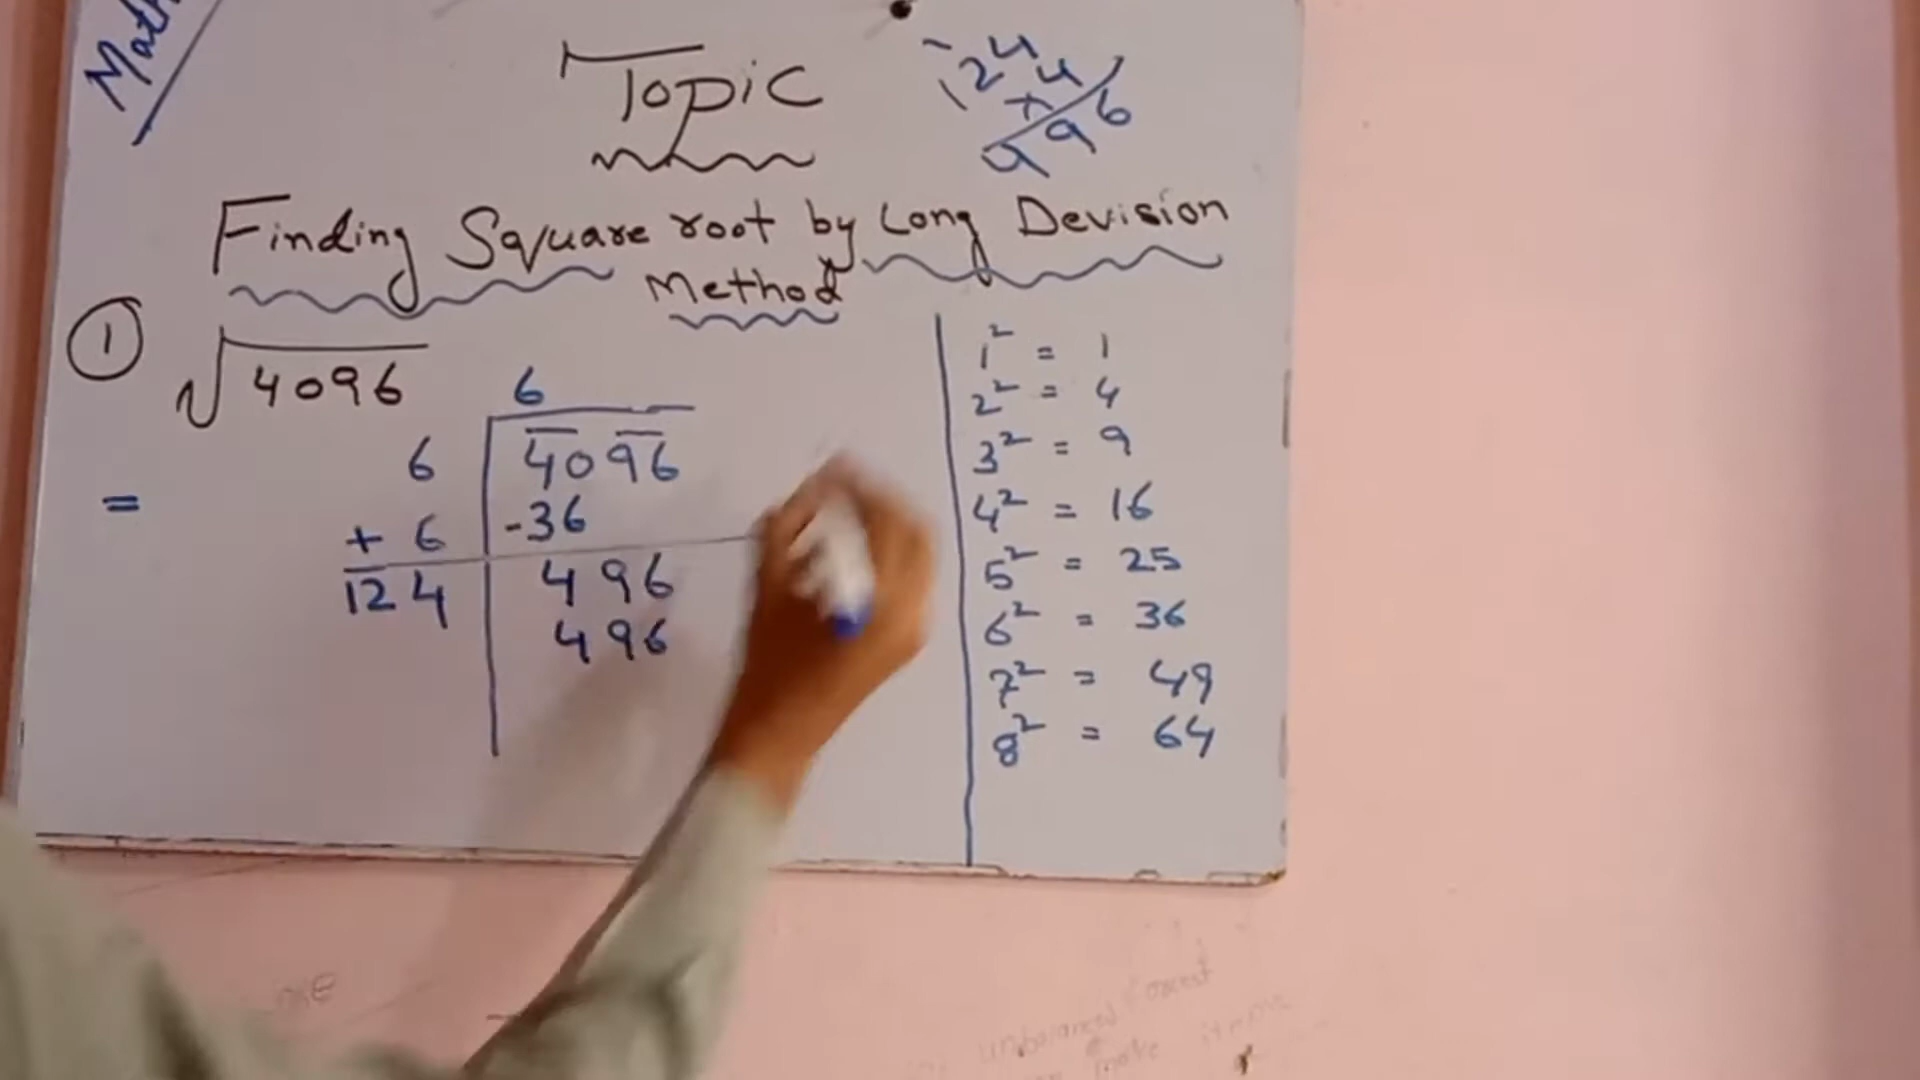 Math
Topic
124
4
×
496
Finding Square root by Long Devision
Method
1
√4096
6
6 4096
=
+ 6 -36
124 496
496
1² = 1
2² = 4
3² = 9
4² = 16
5² = 25
6² = 36
7² = 49
8² = 64